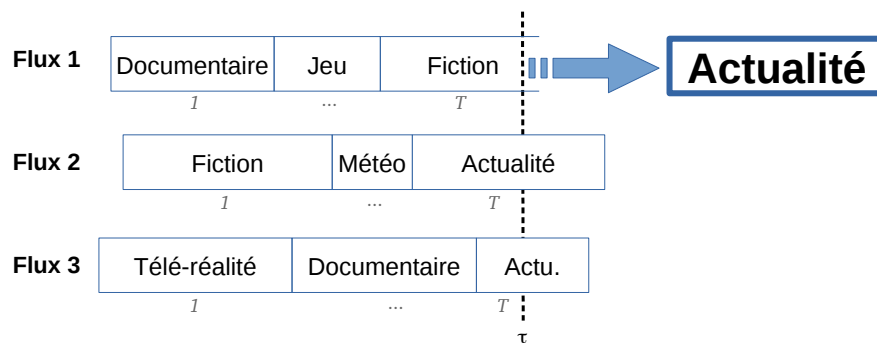 Flux 1 Documentaire Jeu Fiction Actualité
1 ... T
Flux 2 Fiction Météo Actualité
1 ... T
Flux 3 Télé-réalité Documentaire Actu.
1 ... T
τ